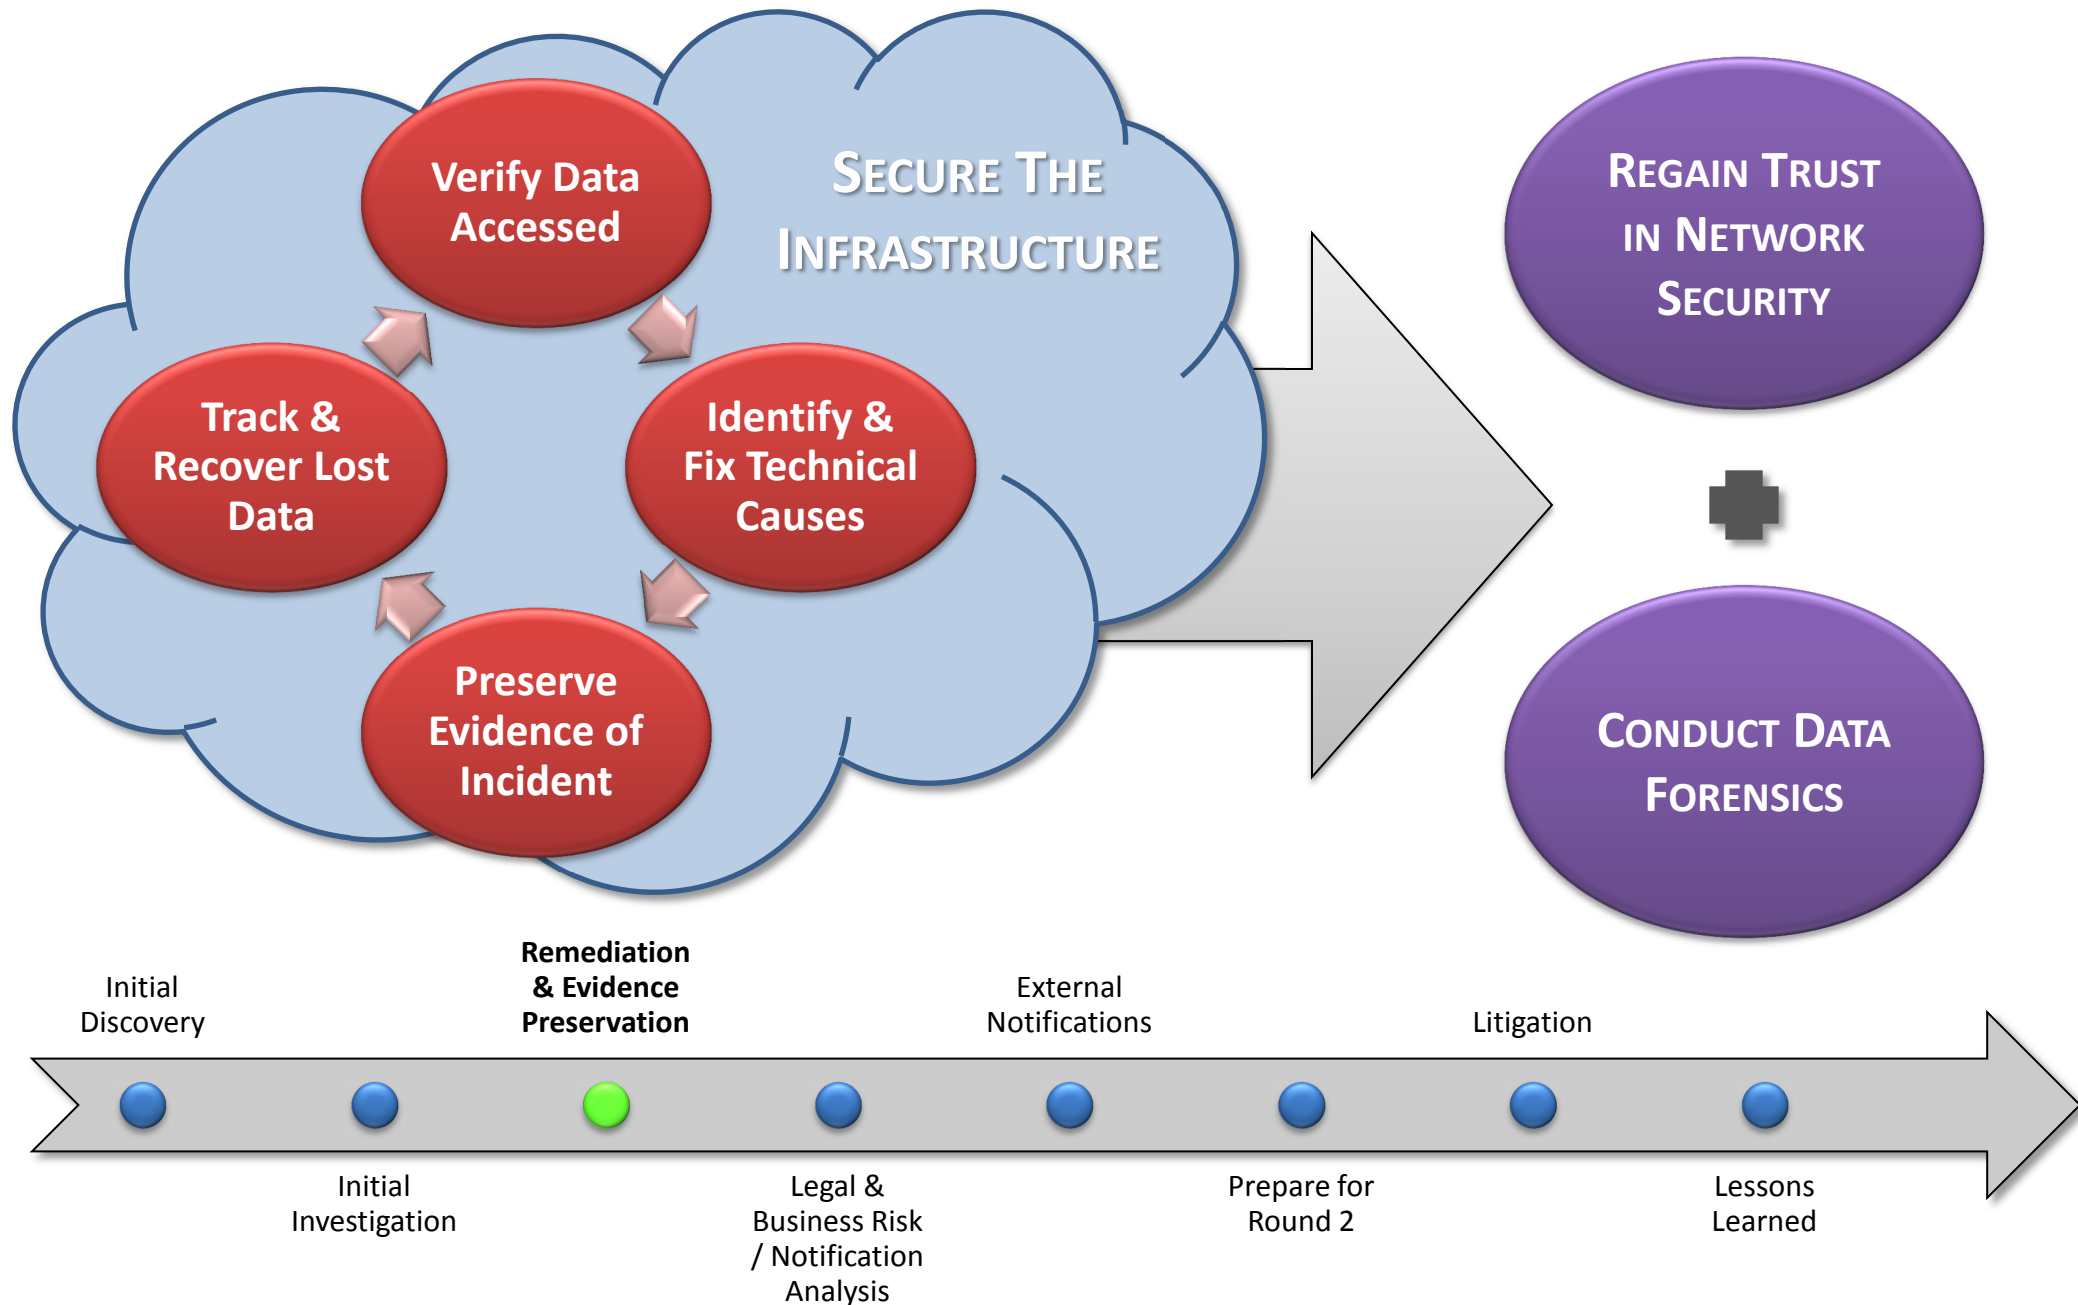 Verify Data
Accessed
SECURE THE
INFRASTRUCTURE
Track &
Recover Lost
Data
Identify &
Fix Technical
Causes
Preserve
Evidence of
Incident
REGAIN TRUST
IN NETWORK
SECURITY
CONDUCT DATA
FORENSICS
Initial
Discovery
Initial
Investigation
Remediation
& Evidence
Preservation
Legal &
Business Risk
/ Notification
Analysis
External
Notifications
Prepare for
Round 2
Litigation
Lessons
Learned